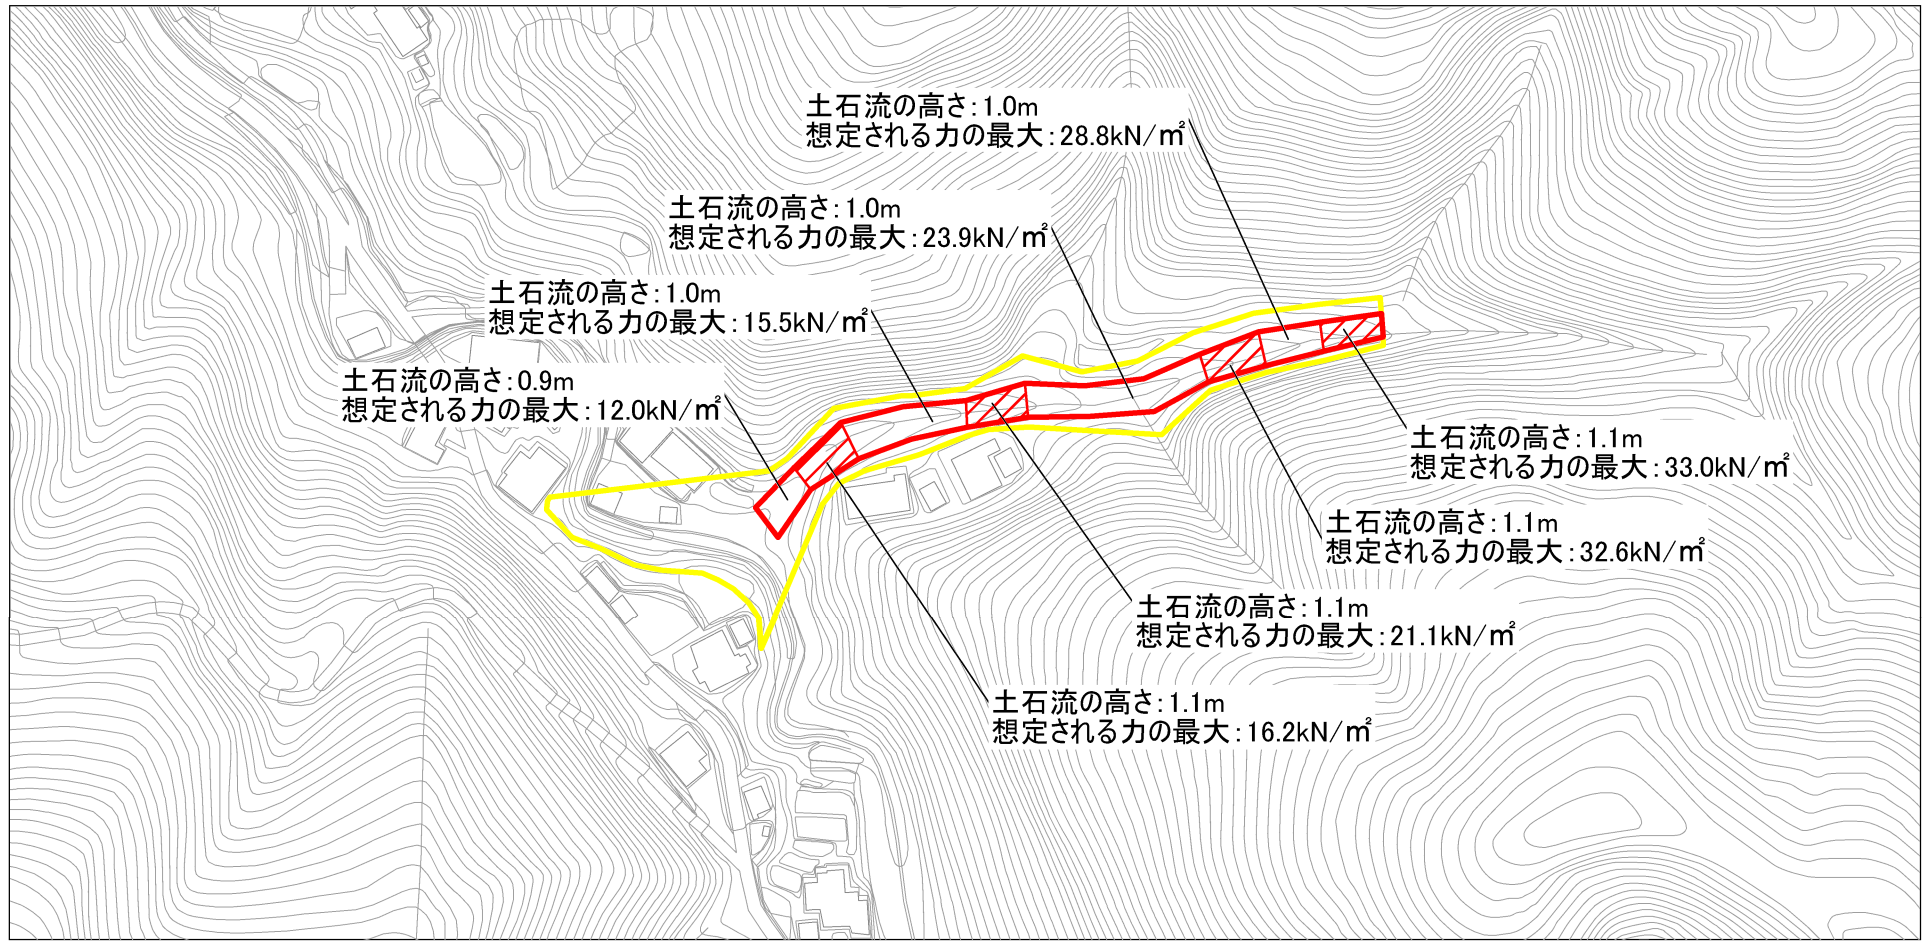 土石流の高さ:1.0m
想定される力の最大:28.8kN/㎡
土石流の高さ:1.0m
想定される力の最大:23.9kN/㎡
土石流の高さ:1.0m
想定される力の最大:15.5kN/㎡
土石流の高さ:0.9m
想定される力の最大:12.0kN/㎡
土石流の高さ:1.1m
想定される力の最大:33.0kN/㎡
土石流の高さ:1.1m
想定される力の最大:32.6kN/㎡
土石流の高さ:1.1m
想定される力の最大:21.1kN/㎡
土石流の高さ:1.1m
想定される力の最大:16.2kN/㎡